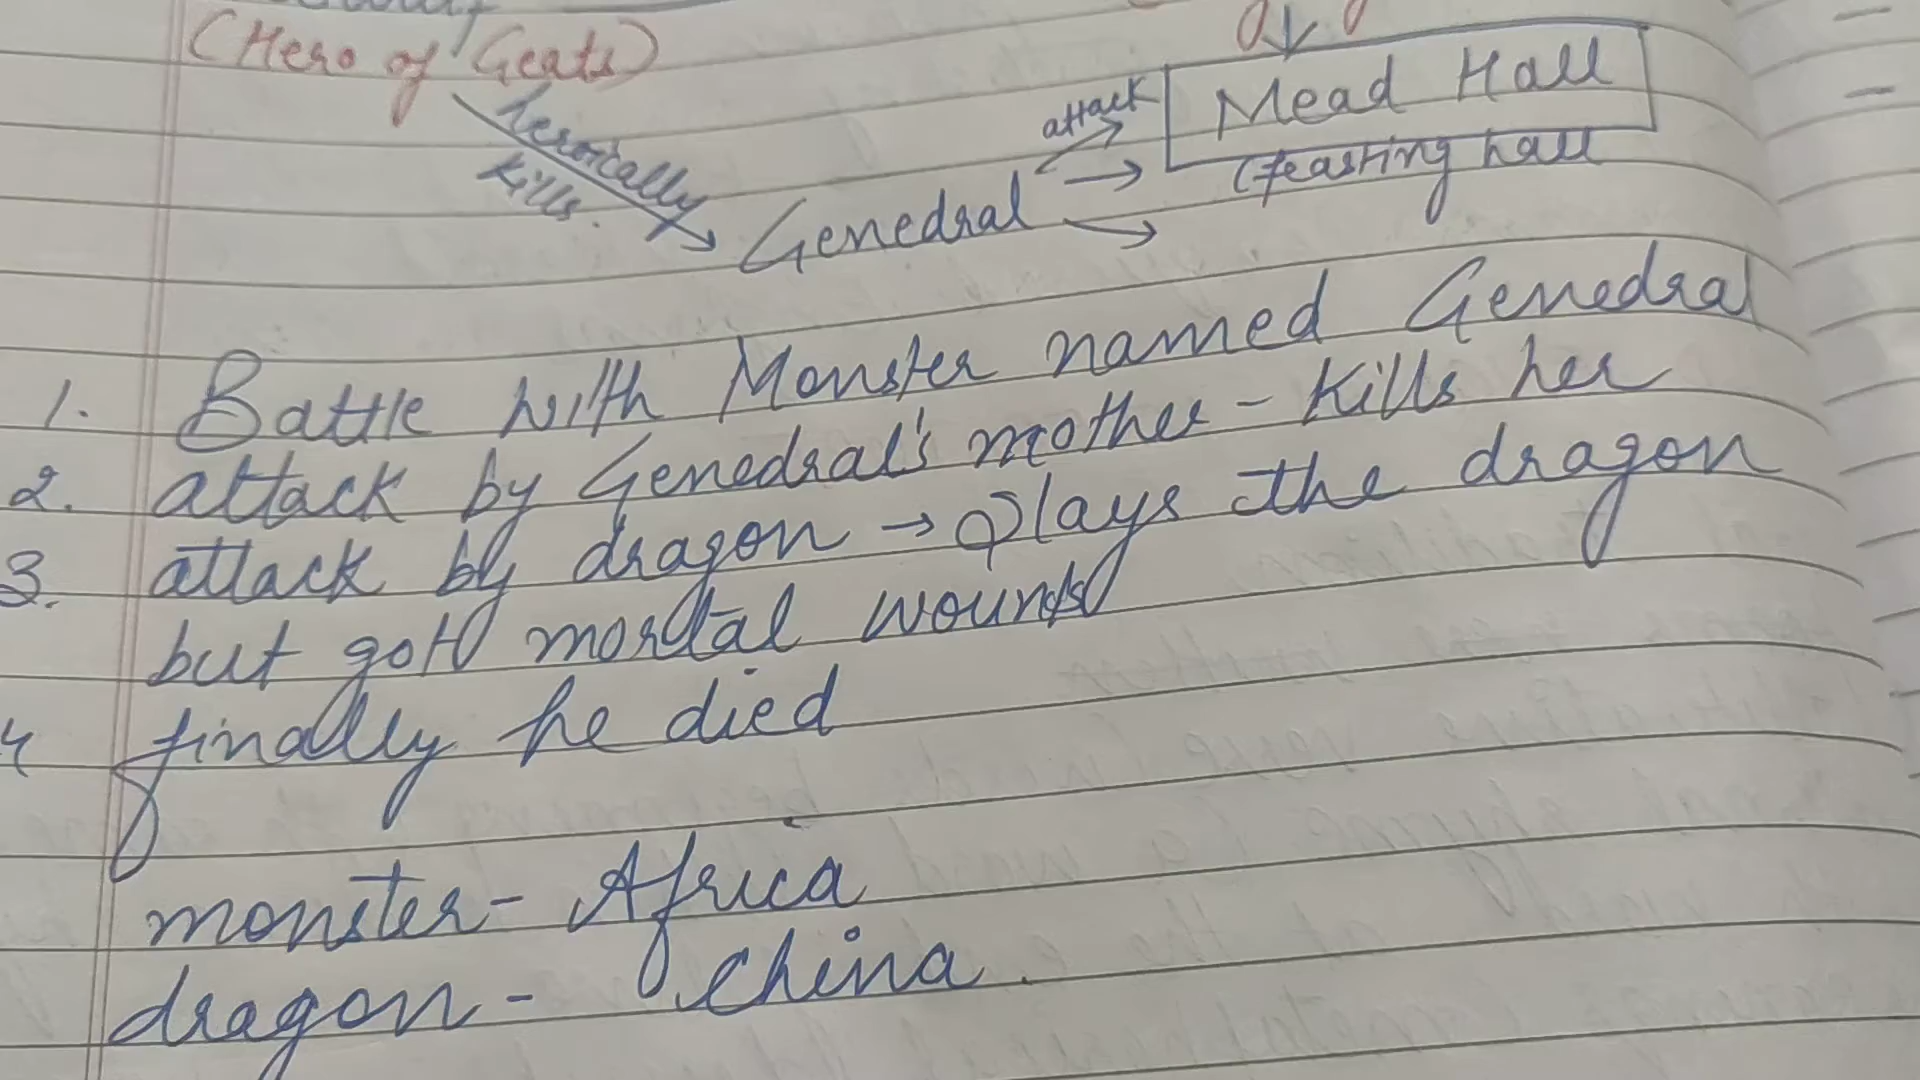 (Hero of Geats)
heroically
kills.
attack
Mead Hall
(feasting hall
Genedral
1. Battle with Monster named Genedral
2. attack by Genedral's mother - kills her
3. attack by dragon → plays the dragon
but got mortal wounds
4 finally he died
monster - Africa
dragon - China.